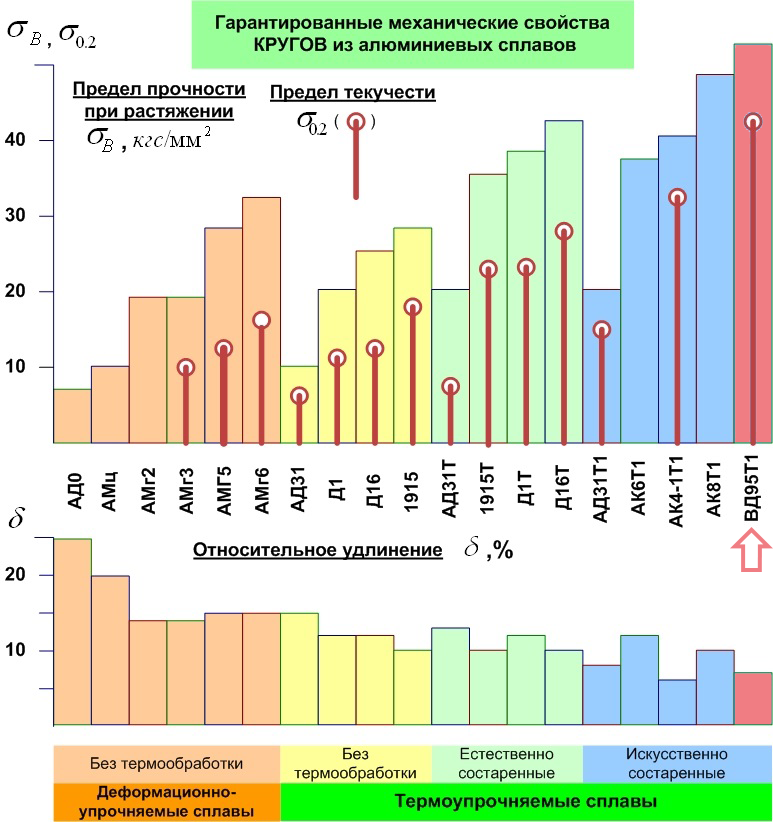 Гарантированные механические свойства
КРУГОВ из алюминиевых сплавов
σB, σ0.2
Предел прочности
при растяжении
σB, кгс/мм²
Предел текучести
σ0.2 ( )
40
30
20
10
АД0
АМц
АМг2
АМг3
АМГ5
АМг6
АД31
Д1
Д16
1915
АД31Т
1915Т
Д1Т
Д16Т
АД31Т1
АК6Т1
АК4-1Т1
АК8Т1
ВД95Т1
δ
Относительное удлинение δ ,%
20
10
Без термообработки
Без
термообработки
Естественно
состаренные
Искусственно
состаренные
Деформационно-
упрочняемые сплавы
Термоупрочняемые сплавы